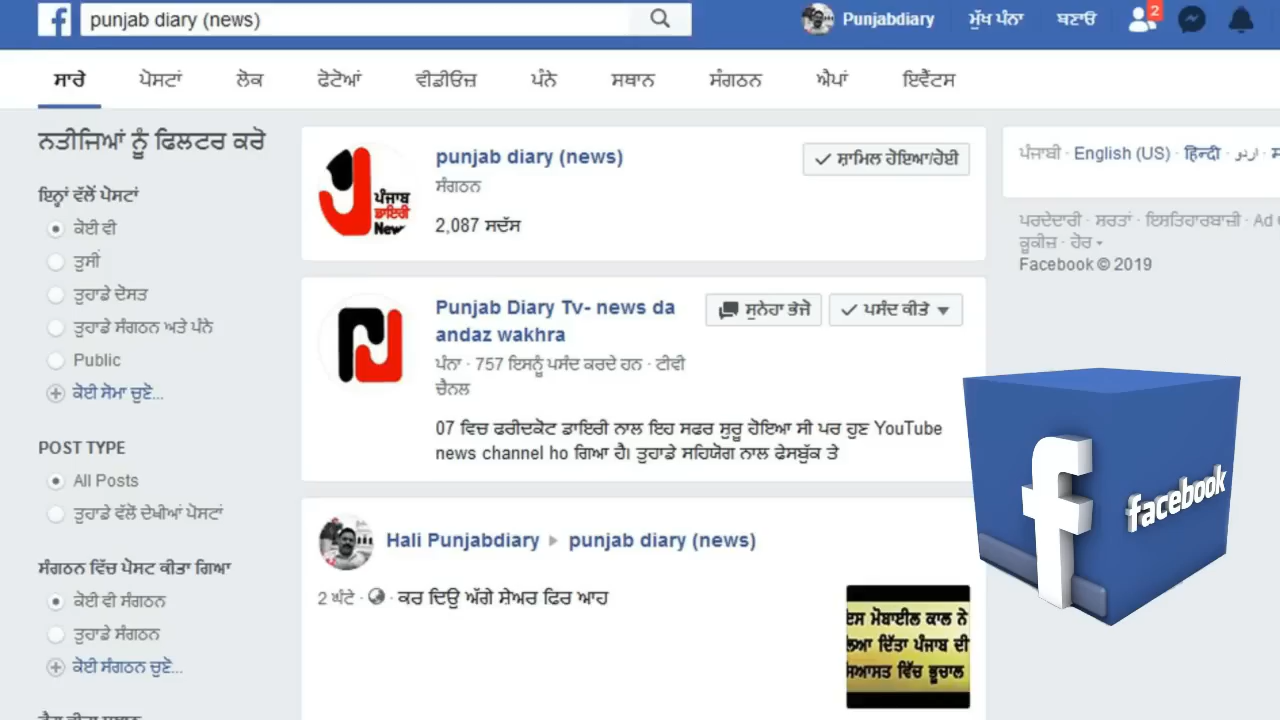 punjab diary (news)
Punjabdiary
ਮੁੱਖ ਪੰਨਾ
ਬਣਾਓ
2
ਸਾਰੇ
ਪੋਸਟਾਂ
ਲੋਕ
ਫੋਟੋਆਂ
ਵੀਡੀਓਜ਼
ਪੰਨੇ
ਸਥਾਨ
ਸੰਗਠਨ
ਐਪਾਂ
ਇਵੈਂਟਸ
ਨਤੀਜਿਆਂ ਨੂੰ ਫਿਲਟਰ ਕਰੋ
ਇਨ੍ਹਾਂ ਵੱਲੋਂ ਪੋਸਟਾਂ
ਕੋਈ ਵੀ
ਤੁਸੀਂ
ਤੁਹਾਡੇ ਦੋਸਤ
ਤੁਹਾਡੇ ਸੰਗਠਨ ਅਤੇ ਪੰਨੇ
Public
ਕੋਈ ਸੋਮਾ ਚੁਣੋ...
POST TYPE
All Posts
ਤੁਹਾਡੇ ਵੱਲੋਂ ਦੇਖੀਆਂ ਪੋਸਟਾਂ
ਸੰਗਠਨ ਵਿੱਚ ਪੋਸਟ ਕੀਤਾ ਗਿਆ
ਕੋਈ ਵੀ ਸੰਗਠਨ
ਤੁਹਾਡੇ ਸੰਗਠਨ
ਕੋਈ ਸੰਗਠਨ ਚੁਣੋ...
ਪੰਜਾਬ
ਡਾਇਰੀ
New
punjab diary (news)
ਸੰਗਠਨ
2,087 ਸਦੱਸ
ਸ਼ਾਮਿਲ ਹੋਇਆ/ਹੋਈ
Punjab Diary Tv- news da
andaz wakhra
ਸੁਨੇਹਾ ਭੇਜੋ
ਪਸੰਦ ਕੀਤੇ
ਪੰਨਾ · 757 ਇਸਨੂੰ ਪਸੰਦ ਕਰਦੇ ਹਨ · ਟੀਵੀ
ਚੈਨਲ
07 ਵਿਚ ਫਰੀਦਕੋਟ ਡਾਇਰੀ ਨਾਲ ਇਹ ਸਫਰ ਸੁਰੂ ਹੋਇਆ ਸੀ ਪਰ ਹੁਣ YouTube
news channel ho ਗਿਆ ਹੈ। ਤੁਹਾਡੇ ਸਹਿਯੋਗ ਨਾਲ ਫੇਸਬੁੱਕ ਤੇ
Hali Punjabdiary ▸ punjab diary (news)
2 ਘੰਟੇ · ਕਰ ਦਿਉ ਅੱਗੇ ਸ਼ੇਅਰ ਫਿਰ ਆਹ
ਇਸ ਮੋਬਾਈਲ ਕਾਲ ਨੇ
ਲਿਆ ਦਿੱਤਾ ਪੰਜਾਬ ਦੀ
ਸਿਆਸਤ ਵਿੱਚ ਭੂਚਾਲ
ਪੰਜਾਬੀ · English (US) · हिन्दी · اردو
ਪਰਦੇਦਾਰੀ · ਸ਼ਰਤਾਂ · ਇਸ਼ਤਿਹਾਰਬਾਜ਼ੀ · Ad
ਕੂਕੀਜ਼ · ਹੋਰ
Facebook © 2019
facebook